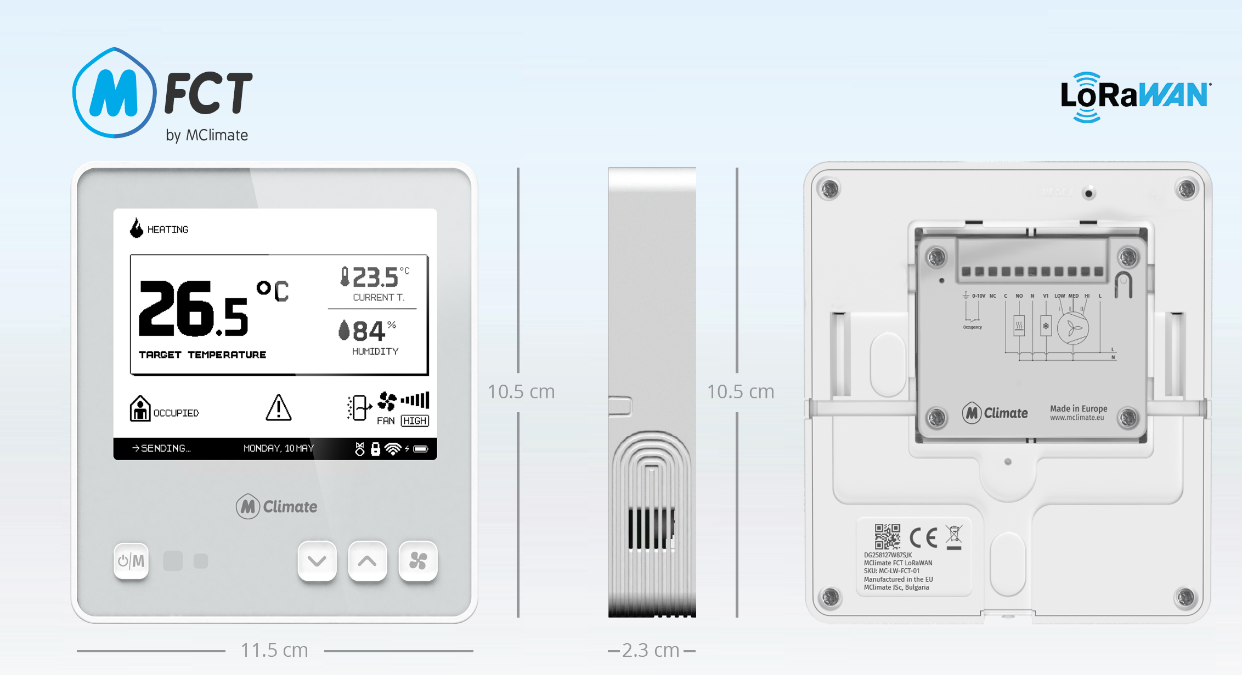 M FCT
by MClimate
LoRaWAN
HEATING
26.5°C
TARGET TEMPERATURE
23.5°C
CURRENT T.
84%
HUMIDITY
OCCUPIED
FAN HIGH
→SENDING...
MONDAY, 10 MAY
M Climate
M
10.5 cm
11.5 cm
10.5 cm
2.3 cm
0-10V NC C NO N V1 LOW MED HI L
Occupancy
L
N
M Climate
Made in Europe
www.mclimate.eu
CE
DG258127W87SJK
MClimate FCT LoRaWAN
SKU: MC-LW-FCT-01
Manufactured in the EU
MClimate JSc, Bulgaria